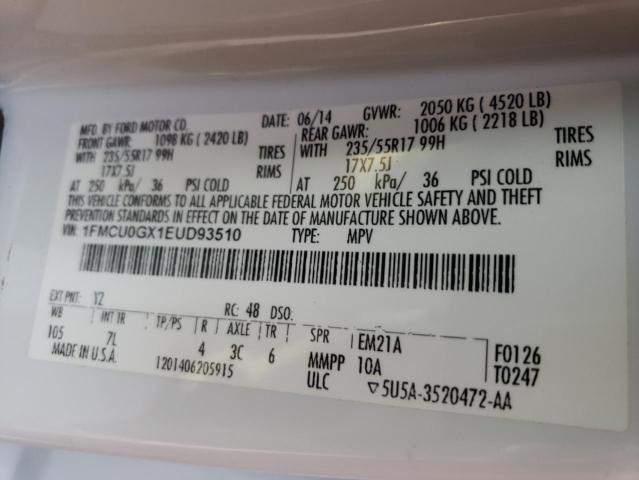 MFD. BY FORD MOTOR CO. DATE: 06/14 GVWR: 2050 KG ( 4520 LB)
FRONT GAWR: 1098 KG ( 2420 LB) REAR GAWR: 1006 KG ( 2218 LB)
WITH 235/55R17 99H TIRES WITH 235/55R17 99H TIRES
17X7.5J RIMS 17X7.5J RIMS
AT 250 kPa/ 36 PSI COLD AT 250 kPa/ 36 PSI COLD
THIS VEHICLE CONFORMS TO ALL APPLICABLE FEDERAL MOTOR VEHICLE SAFETY AND THEFT
PREVENTION STANDARDS IN EFFECT ON THE DATE OF MANUFACTURE SHOWN ABOVE.
VIN: 1FMCU0GX1EUD93510 TYPE: MPV
EXT PNT: YZ RC: 48 DSO:
WB INT TR TP/PS R AXLE TR SPR EM21A F0126
105 7L 4 3C 6 MMPP 10A T0247
MADE IN U.S.A. 1201406205915 ULC ▽5U5A-3520472-AA